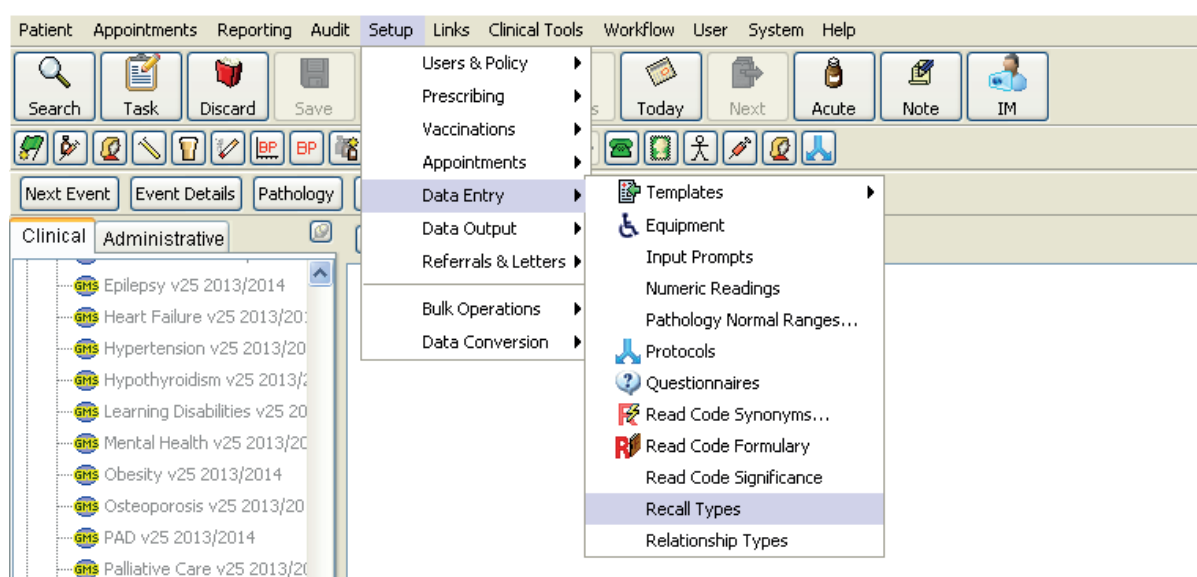 Patient Appointments Reporting Audit Setup Links Clinical Tools Workflow User System Help
Search Task Discard Save Today Next Acute Note IM
BP BP
Next Event Event Details Pathology
Clinical Administrative
GMS Epilepsy v25 2013/2014
GMS Heart Failure v25 2013/20
GMS Hypertension v25 2013/20
GMS Hypothyroidism v25 2013/
GMS Learning Disabilities v25 20
GMS Mental Health v25 2013/20
GMS Obesity v25 2013/2014
GMS Osteoporosis v25 2013/20
GMS PAD v25 2013/2014
GMS Palliative Care v25 2013/20
Users & Policy
Prescribing
Vaccinations
Appointments
Data Entry
Data Output
Referrals & Letters
Bulk Operations
Data Conversion
Templates
Equipment
Input Prompts
Numeric Readings
Pathology Normal Ranges...
Protocols
Questionnaires
Read Code Synonyms...
Read Code Formulary
Read Code Significance
Recall Types
Relationship Types